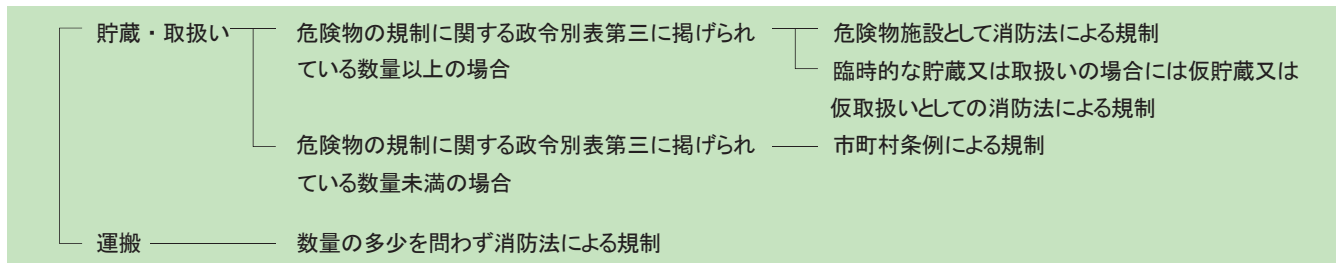 貯蔵・取扱い 危険物の規制に関する政令別表第三に掲げられ 危険物施設として消防法による規制
ている数量以上の場合 臨時的な貯蔵又は取扱いの場合には仮貯蔵又は
仮取扱いとしての消防法による規制
危険物の規制に関する政令別表第三に掲げられ 市町村条例による規制
ている数量未満の場合
運搬 数量の多少を問わず消防法による規制